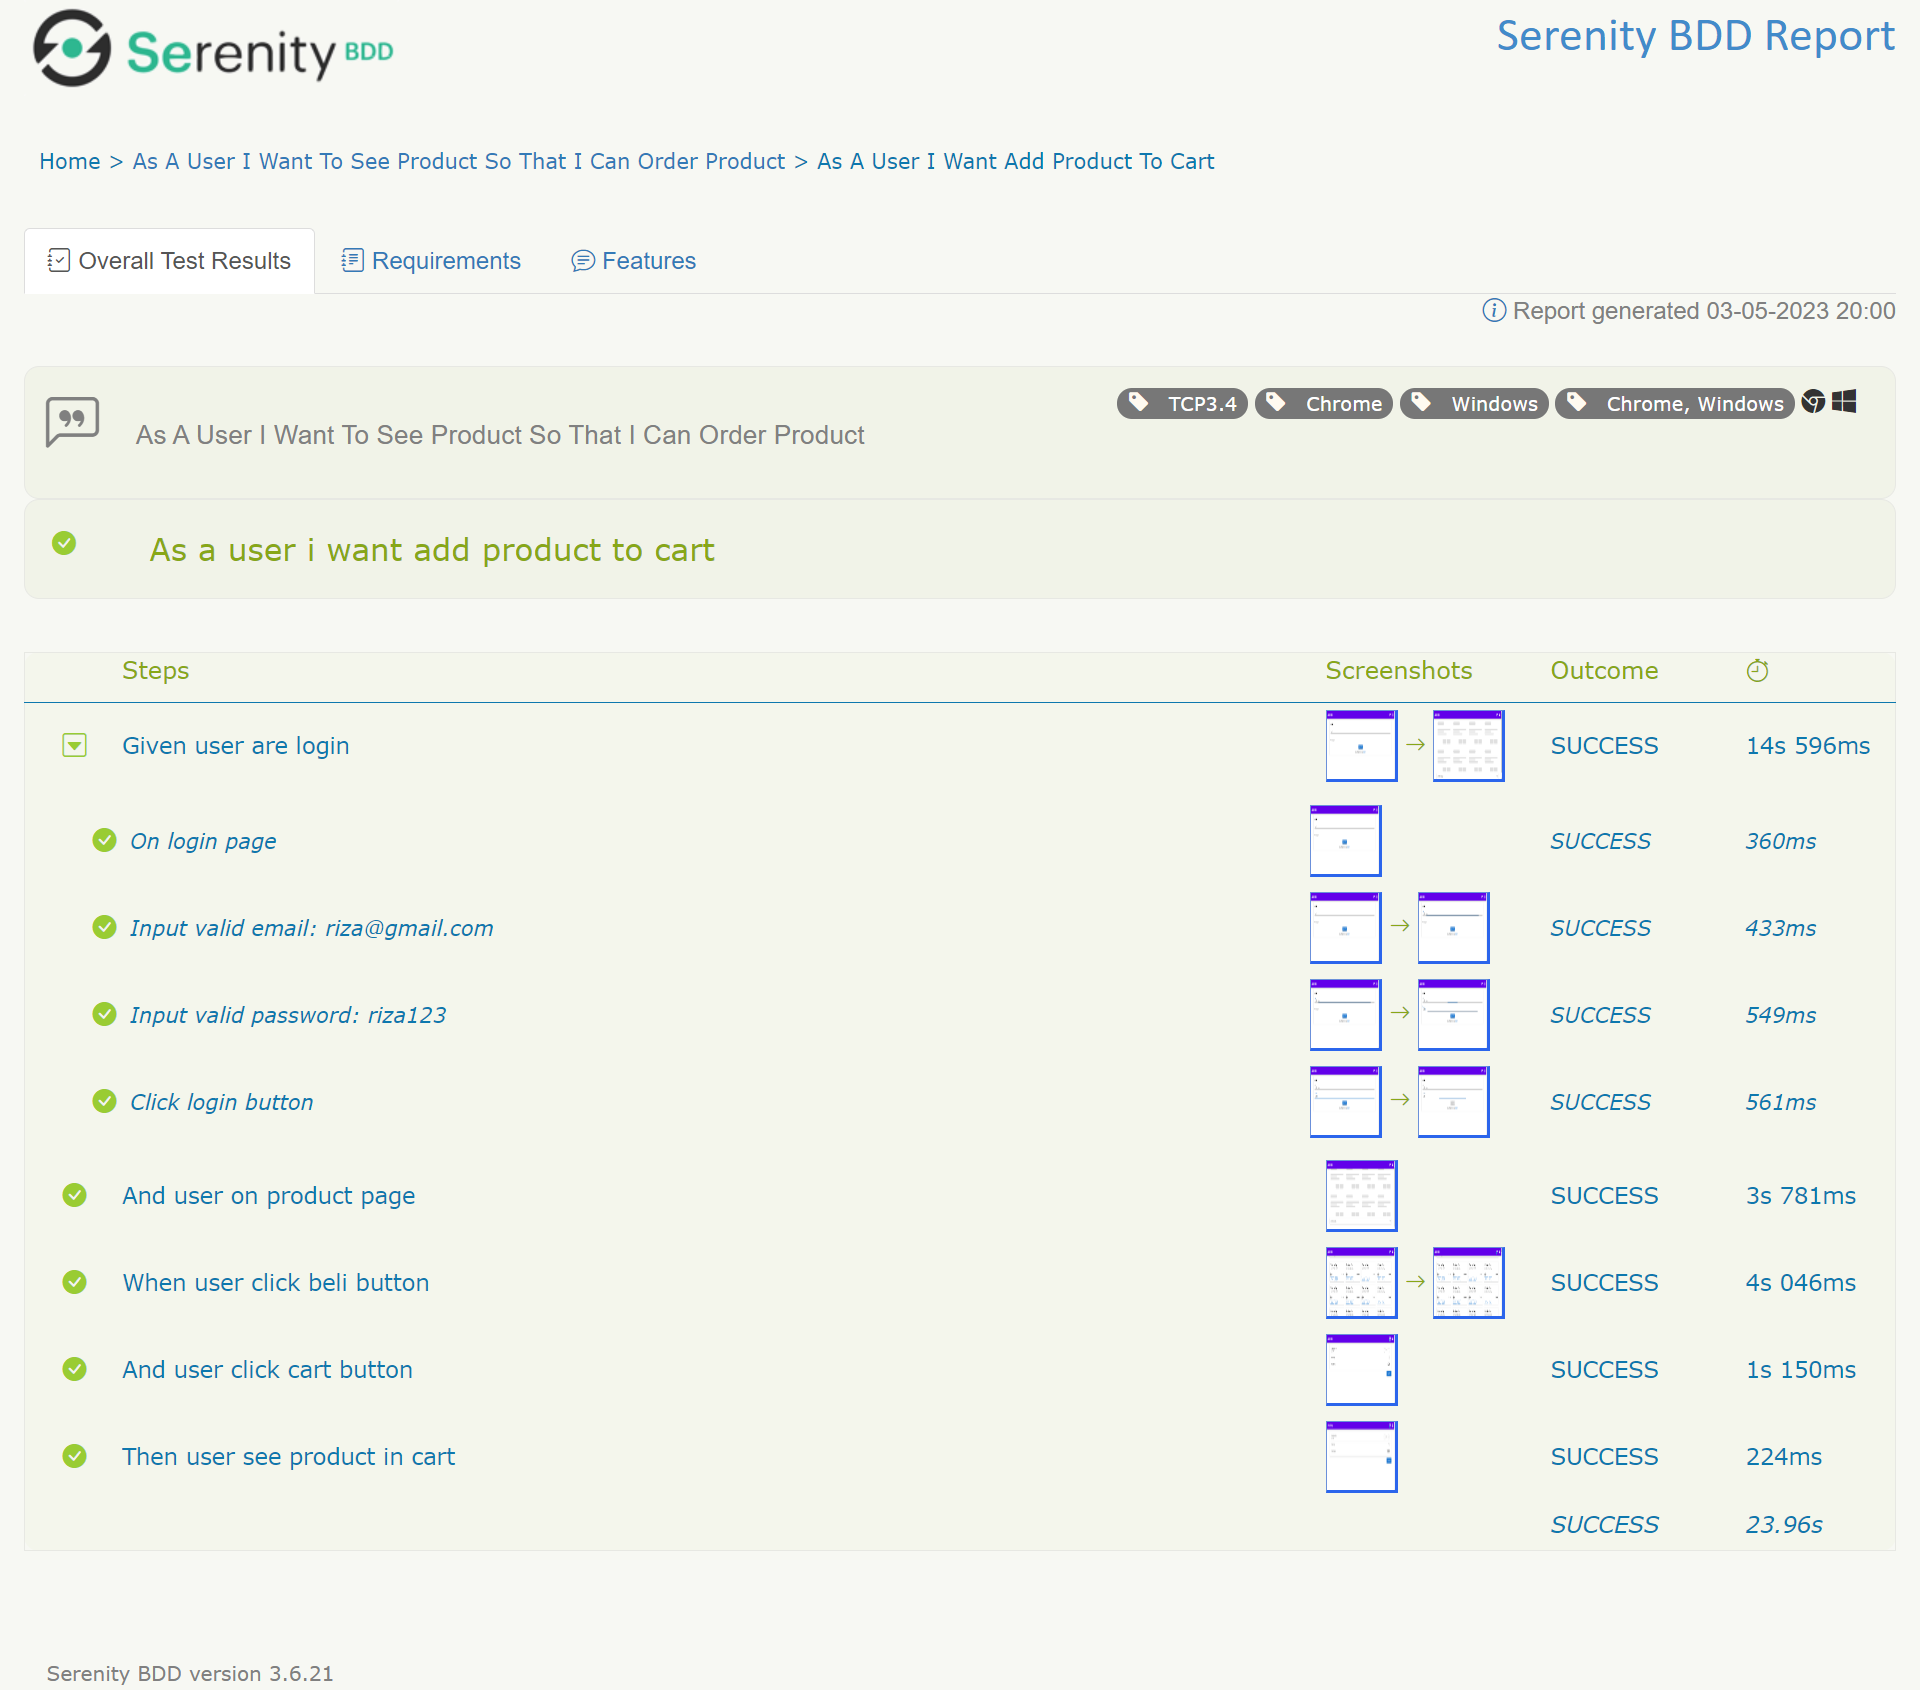 Serenity BDD
Serenity BDD Report
Home > As A User I Want To See Product So That I Can Order Product > As A User I Want Add Product To Cart
Overall Test Results
Requirements
Features
Report generated 03-05-2023 20:00
TCP3.4
Chrome
Windows
Chrome, Windows
As A User I Want To See Product So That I Can Order Product
As a user i want add product to cart
Steps Screenshots Outcome
Given user are login SUCCESS 14s 596ms
On login page SUCCESS 360ms
Input valid email: riza@gmail.com SUCCESS 433ms
Input valid password: riza123 SUCCESS 549ms
Click login button SUCCESS 561ms
And user on product page SUCCESS 3s 781ms
When user click beli button SUCCESS 4s 046ms
And user click cart button SUCCESS 1s 150ms
Then user see product in cart SUCCESS 224ms
SUCCESS 23.96s
Serenity BDD version 3.6.21